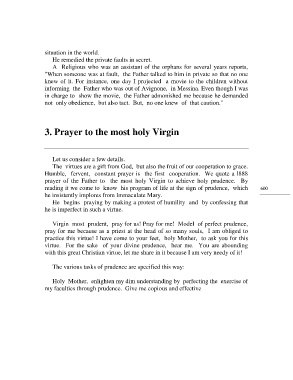 situation in the world.
He remedied the private faults in secret.
A Religious who was an assistant of the orphans for several years reports,
"When someone was at fault, the Father talked to him in private so that no one
knew of it. For instance, one day I projected a movie to the children without
informing the Father who was out of Avignone, in Messina. Even though I was
in charge to show the movie, the Father admonished me because he demanded
not only obedience, but also tact. But, no one knew of that caution."
3. Prayer to the most holy Virgin
Let us consider a few details.
The virtues are a gift from God, but also the fruit of our cooperation to grace.
Humble, fervent, constant prayer is the first cooperation. We quote a l888
prayer of the Father to the most holy Virgin to achieve holy prudence. By
reading it we come to know his program of life at the sign of prudence, which
he insistently implores from Immaculate Mary.
600
He begins praying by making a protest of humility and by confessing that
he is imperfect in such a virtue.
Virgin most prudent, pray for us! Pray for me! Model of perfect prudence,
pray for me because as a priest at the head of so many souls, I am obliged to
practice this virtue! I have come to your feet, holy Mother, to ask you for this
virtue. For the sake of your divine prudence, hear me. You are abounding
with this great Christian virtue, let me share in it because I am very needy of it!
The various tasks of prudence are specified this way:
Holy Mother, enlighten my dim understanding by perfecting the exercise of
my faculties through prudence. Give me copious and effective